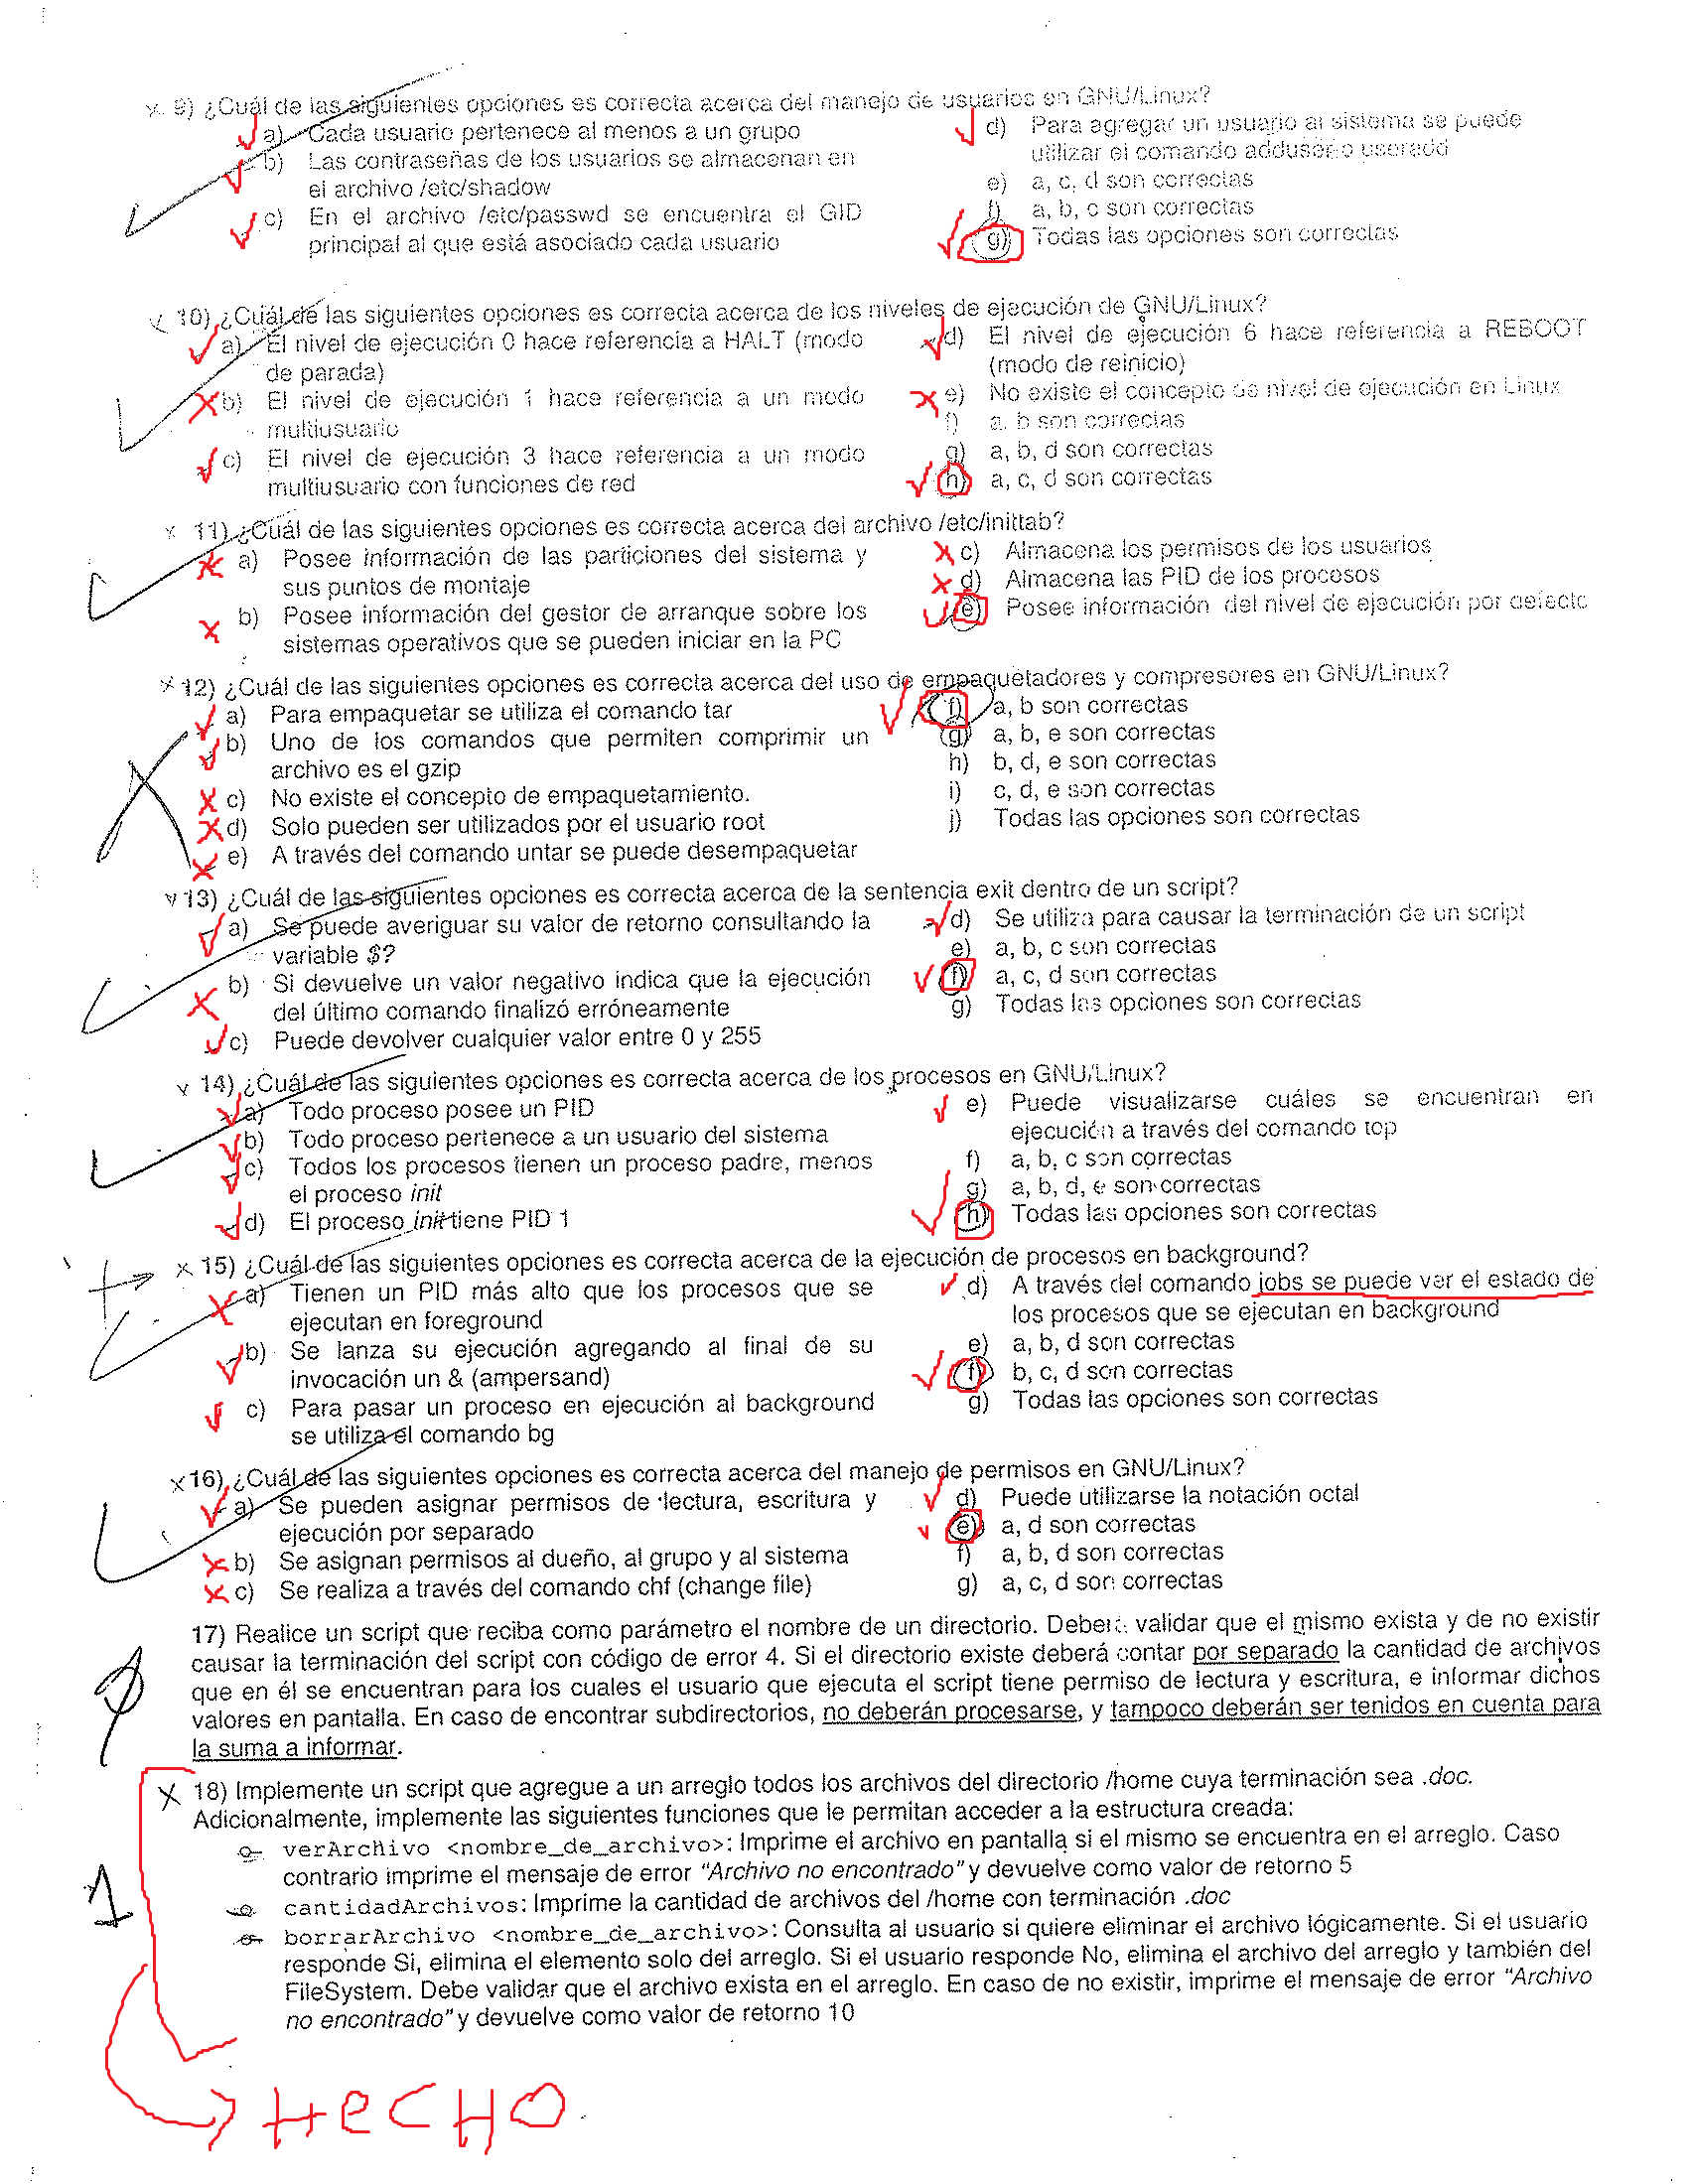 9) ¿Cuál de las siguientes opciones es correcta acerca del manejo de usuarios en GNU/Linux?
a) Cada usuario pertenece al menos a un grupo
b) Las contraseñas de los usuarios se almacenan en
el archivo /etc/shadow
c) En el archivo /etc/passwd se encuentra el GID
principal al que está asociado cada usuario
d) Para agregar un usuario al sistema se puede
utilizar el comando adduser o useradd
e) a, c, d son correctas
f) a, b, c son correctas
g) Todas las opciones son correctas
10) ¿Cuál de las siguientes opciones es correcta acerca de los niveles de ejecución de GNU/Linux?
a) El nivel de ejecución 0 hace referencia a HALT (modo
de parada)
b) El nivel de ejecución 1 hace referencia a un modo
multiusuario
c) El nivel de ejecución 3 hace referencia a un modo
multiusuario con funciones de red
d) El nivel de ejecución 6 hace referencia a REBOOT
(modo de reinicio)
e) No existe el concepto de nivel de ejecución en Linux
f) a, b son correctas
g) a, b, d son correctas
h) a, c, d son correctas
11) ¿Cuál de las siguientes opciones es correcta acerca del archivo /etc/inittab?
a) Posee información de las particiones del sistema y
sus puntos de montaje
b) Posee información del gestor de arranque sobre los
sistemas operativos que se pueden iniciar en la PC
c) Almacena los permisos de los usuarios
d) Almacena las PID de los procesos
e) Posee información del nivel de ejecución por defecto
12) ¿Cuál de las siguientes opciones es correcta acerca del uso de empaquetadores y compresores en GNU/Linux?
a) Para empaquetar se utiliza el comando tar
b) Uno de los comandos que permiten comprimir un
archivo es el gzip
c) No existe el concepto de empaquetamiento.
d) Solo pueden ser utilizados por el usuario root
e) A través del comando untar se puede desempaquetar
f) a, b son correctas
g) a, b, e son correctas
h) b, d, e son correctas
i) c, d, e son correctas
j) Todas las opciones son correctas
13) ¿Cuál de las siguientes opciones es correcta acerca de la sentencia exit dentro de un script?
a) Se puede averiguar su valor de retorno consultando la
variable $?
b) Si devuelve un valor negativo indica que la ejecución
del último comando finalizó erróneamente
c) Puede devolver cualquier valor entre 0 y 255
d) Se utiliza para causar la terminación de un script
e) a, b, c son correctas
f) a, c, d son correctas
g) Todas las opciones son correctas
14) ¿Cuál de las siguientes opciones es correcta acerca de los procesos en GNU/Linux?
a) Todo proceso posee un PID
b) Todo proceso pertenece a un usuario del sistema
c) Todos los procesos tienen un proceso padre, menos
el proceso init
d) El proceso init tiene PID 1
e) Puede visualizarse cuáles se encuentran en
ejecución a través del comando top
f) a, b, c son correctas
g) a, b, d, e son correctas
h) Todas las opciones son correctas
15) ¿Cuál de las siguientes opciones es correcta acerca de la ejecución de procesos en background?
a) Tienen un PID más alto que los procesos que se
ejecutan en foreground
b) Se lanza su ejecución agregando al final de su
invocación un & (ampersand)
c) Para pasar un proceso en ejecución al background
se utiliza el comando bg
d) A través del comando jobs se puede ver el estado de
los procesos que se ejecutan en background
e) a, b, d son correctas
f) b, c, d son correctas
g) Todas las opciones son correctas
16) ¿Cuál de las siguientes opciones es correcta acerca del manejo de permisos en GNU/Linux?
a) Se pueden asignar permisos de lectura, escritura y
ejecución por separado
b) Se asignan permisos al dueño, al grupo y al sistema
c) Se realiza a través del comando chf (change file)
d) Puede utilizarse la notación octal
e) a, d son correctas
f) a, b, d son correctas
g) a, c, d son correctas
17) Realice un script que reciba como parámetro el nombre de un directorio. Deberá validar que el mismo exista y de no existir
causar la terminación del script con código de error 4. Si el directorio existe deberá contar por separado la cantidad de archivos
que en él se encuentran para los cuales el usuario que ejecuta el script tiene permiso de lectura y escritura, e informar dichos
valores en pantalla. En caso de encontrar subdirectorios, no deberán procesarse, y tampoco deberán ser tenidos en cuenta para
la suma a informar.
18) Implemente un script que agregue a un arreglo todos los archivos del directorio /home cuya terminación sea .doc.
Adicionalmente, implemente las siguientes funciones que le permitan acceder a la estructura creada:
verArchivo <nombre_de_archivo>: Imprime el archivo en pantalla si el mismo se encuentra en el arreglo. Caso
contrario imprime el mensaje de error "Archivo no encontrado" y devuelve como valor de retorno 5
1
cantidadArchivos: Imprime la cantidad de archivos del /home con terminación .doc
borrarArchivo <nombre_de_archivo>: Consulta al usuario si quiere eliminar el archivo lógicamente. Si el usuario
responde Si, elimina el elemento solo del arreglo. Si el usuario responde No, elimina el archivo del arreglo y también del
FileSystem. Debe validar que el archivo exista en el arreglo. En caso de no existir, imprime el mensaje de error "Archivo
no encontrado" y devuelve como valor de retorno 10
HECHO